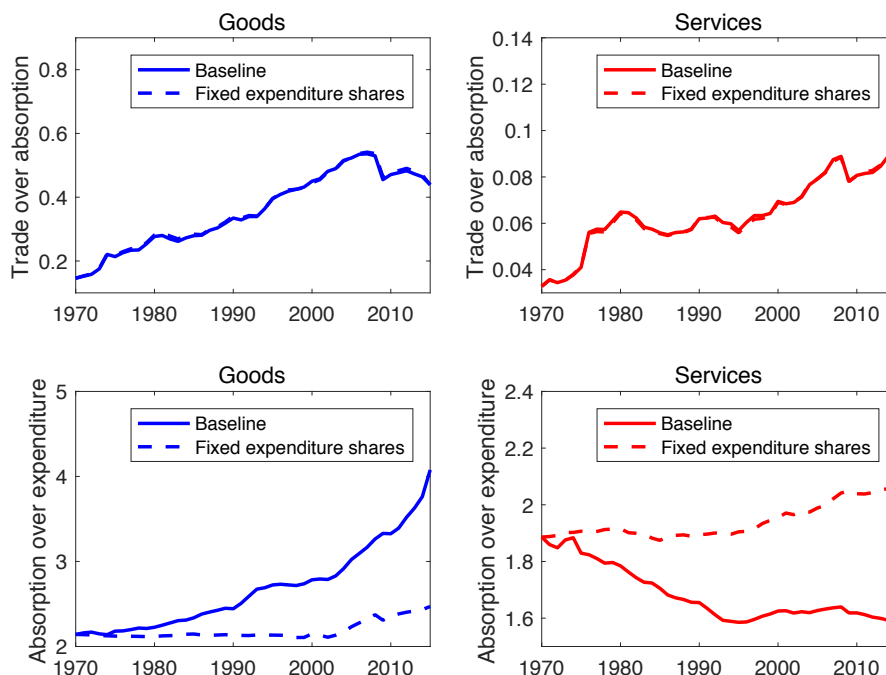 Goods
Trade over absorption
0.8
0.6
0.4
0.2
Baseline
Fixed expenditure shares
1970 1980 1990 2000 2010
Services
Trade over absorption
0.14
0.12
0.1
0.08
0.06
0.04
Baseline
Fixed expenditure shares
1970 1980 1990 2000 2010
Goods
Absorption over expenditure
5
4
3
2
Baseline
Fixed expenditure shares
1970 1980 1990 2000 2010
Services
Absorption over expenditure
2.4
2.2
2
1.8
1.6
Baseline
Fixed expenditure shares
1970 1980 1990 2000 2010